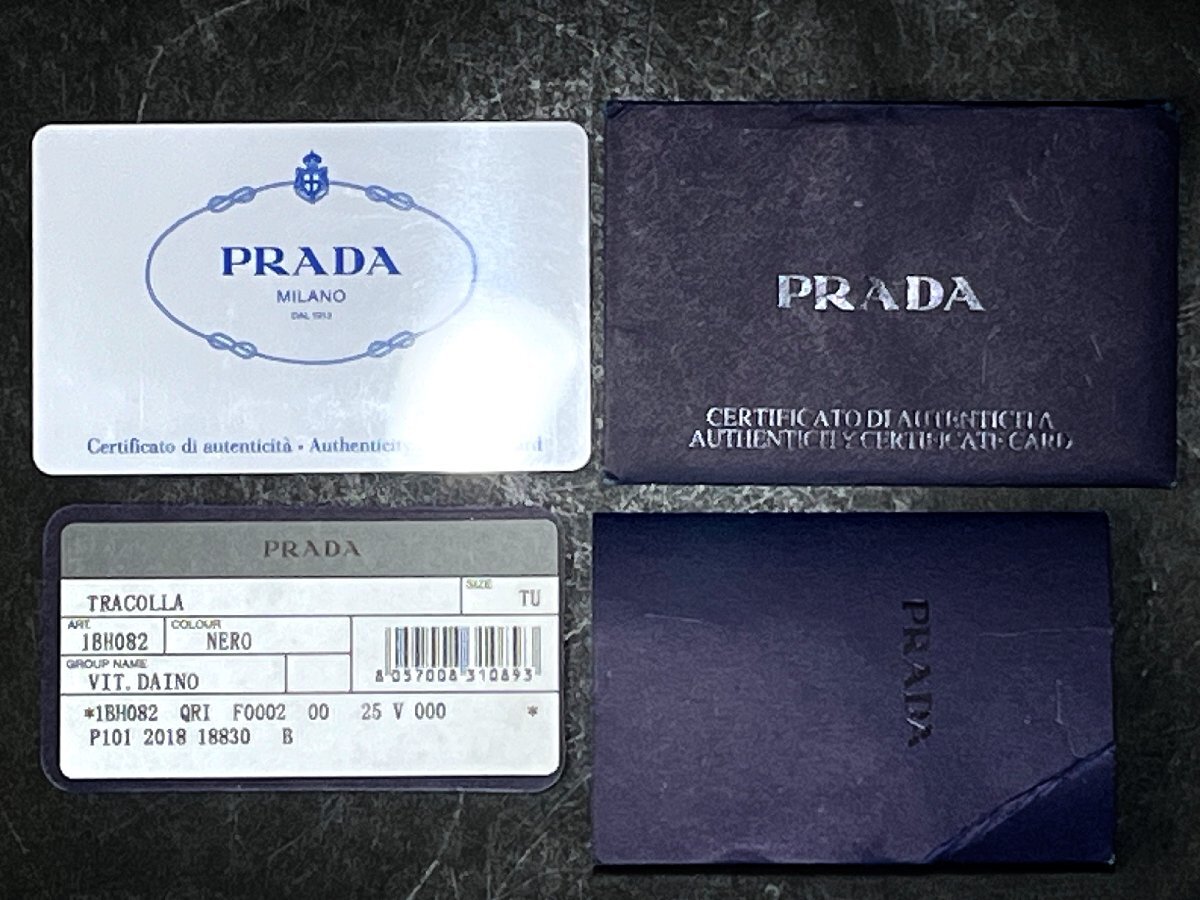 PRADA
MILANO
DAL 1913
Certificato di autenticità • Authenticity
PRADA
CERTIFICATO DI AUTENTICITA
AUTHENTICITY CERTIFICATE CARD
PRADA
TRACOLLA
SIZE
TU
ART.
1BH082
COLOUR
NERO
GROUP NAME
VIT. DAINO
8 057008 310893
*1BH082 QRI F0002 00 25 V 000 *
P101 2018 18830 B
PRADA